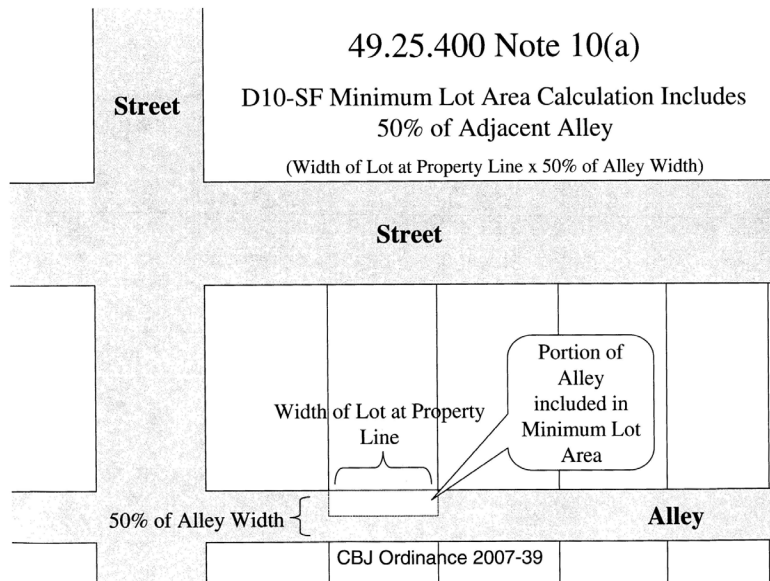 49.25.400 Note 10(a)
D10-SF Minimum Lot Area Calculation Includes
50% of Adjacent Alley
(Width of Lot at Property Line x 50% of Alley Width)
Street
Street
Portion of
Alley
included in
Minimum Lot
Area
Width of Lot at Property
Line
50% of Alley Width
Alley
CBJ Ordinance 2007-39